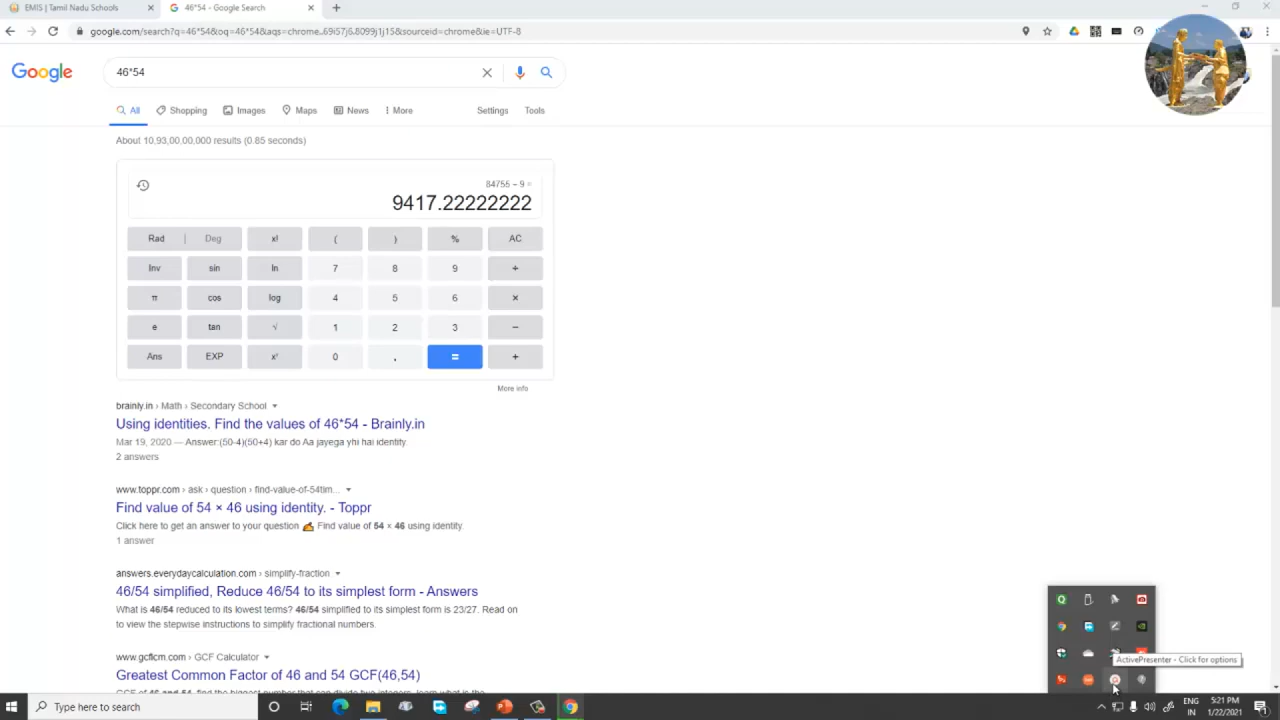 EMIS | Tamil Nadu Schools
46*54 - Google Search
google.com/search?q=46*54&oq=46*54&aqs=chrome..69i57j6.8099j1j15&sourceid=chrome&ie=UTF-8
Google
46*54
All
Shopping
Images
Maps
News
More
Settings
Tools
About 10,93,00,00,000 results (0.85 seconds)
84755 ÷ 9 =
9417.22222222
Rad | Deg x! ( ) % AC
Inv sin ln 7 8 9 ÷
π cos log 4 5 6 ×
e tan √ 1 2 3 −
Ans EXP x² 0 . = +
More info
brainly.in › Math › Secondary School
Using identities. Find the values of 46*54 - Brainly.in
Mar 19, 2020 — Answer:(50-4)(50+4) kar do Aa jayega yhi hai identity.
2 answers
www.toppr.com › ask › question › find-value-of-54tim...
Find value of 54 × 46 using identity. - Toppr
Click here to get an answer to your question ✍ Find value of 54 × 46 using identity.
1 answer
answers.everydaycalculation.com › simplify-fraction
46/54 simplified, Reduce 46/54 to its simplest form - Answers
What is 46/54 reduced to its lowest terms? 46/54 simplified to its simplest form is 23/27. Read on
to view the stepwise instructions to simplify fractional numbers.
www.gcflcm.com › GCF Calculator
Greatest Common Factor of 46 and 54 GCF(46,54)
ActivePresenter - Click for options
Type here to search
ENG
IN
5:21 PM
1/22/2021